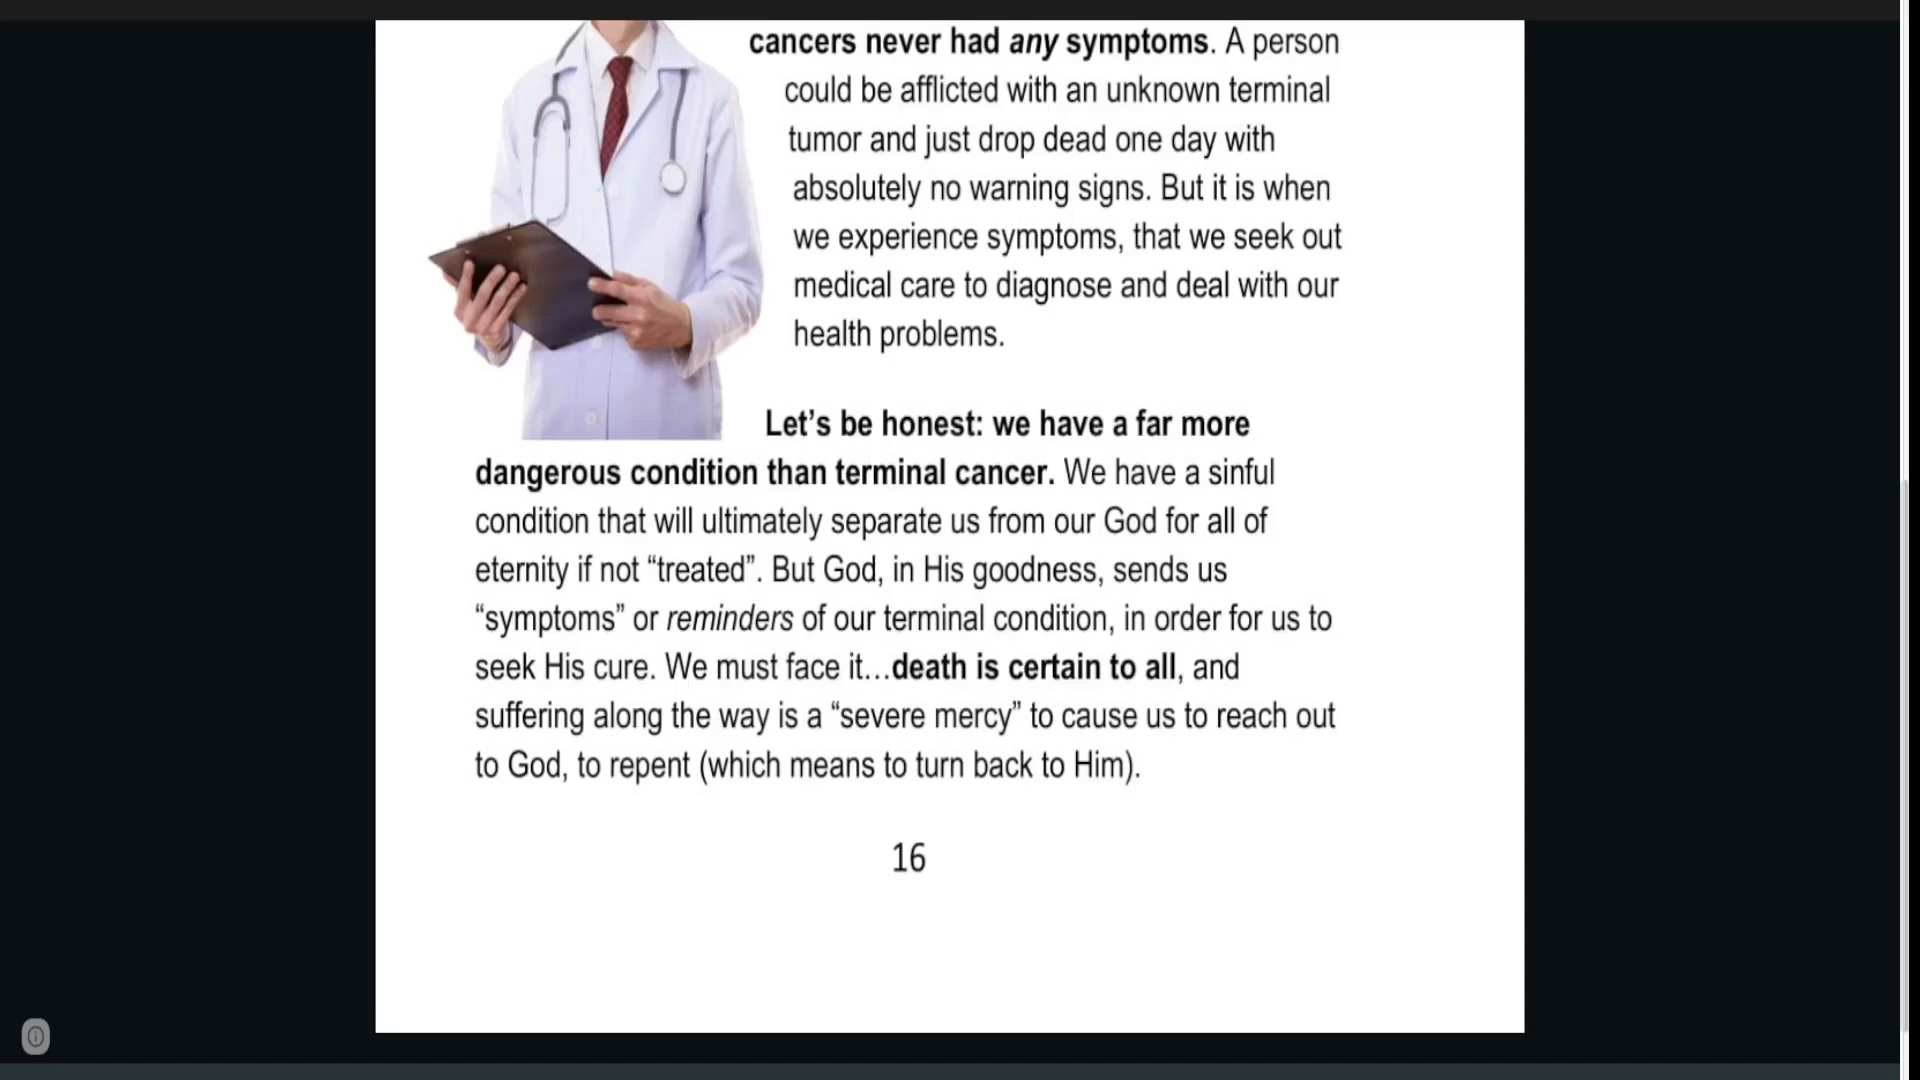 cancers never had any symptoms. A person
could be afflicted with an unknown terminal
tumor and just drop dead one day with
absolutely no warning signs. But it is when
we experience symptoms, that we seek out
medical care to diagnose and deal with our
health problems.
Let’s be honest: we have a far more
dangerous condition than terminal cancer. We have a sinful
condition that will ultimately separate us from our God for all of
eternity if not “treated”. But God, in His goodness, sends us
“symptoms” or reminders of our terminal condition, in order for us to
seek His cure. We must face it…death is certain to all, and
suffering along the way is a “severe mercy” to cause us to reach out
to God, to repent (which means to turn back to Him).
16